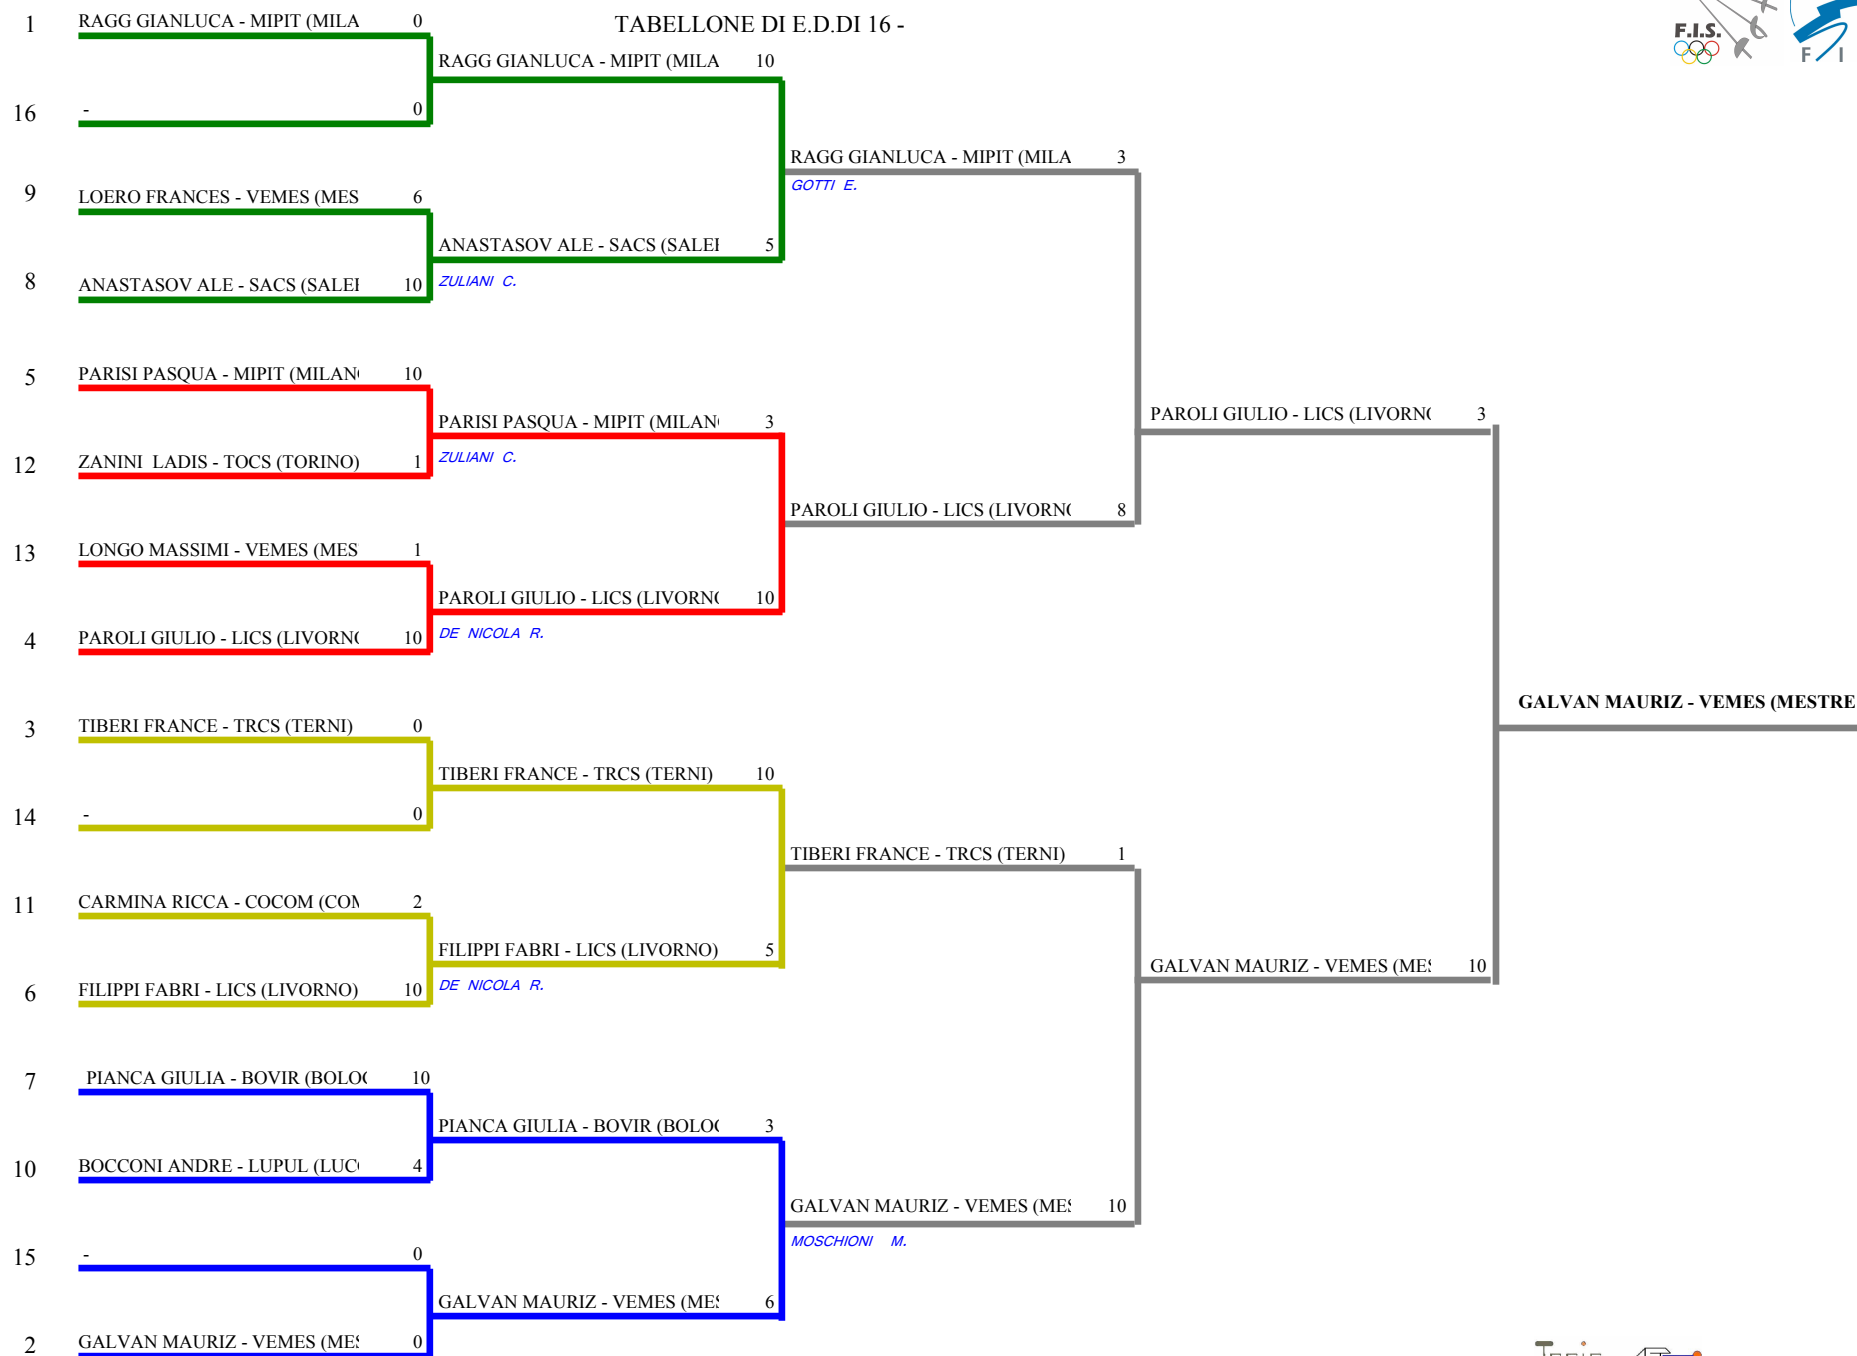 TABELLONE DI E.D.DI 16 -
F.I.S.
F I
1 RAGG GIANLUCA - MIPIT (MILA 0
RAGG GIANLUCA - MIPIT (MILA 10
16 - 0
RAGG GIANLUCA - MIPIT (MILA 3
GOTTI E.
9 LOERO FRANCES - VEMES (MES 6
ANASTASOV ALE - SACS (SALE 5
ZULIANI C.
8 ANASTASOV ALE - SACS (SALE 10
5 PARISI PASQUA - MIPIT (MILAN 10
PAROLI GIULIO - LICS (LIVORN 3
PARISI PASQUA - MIPIT (MILAN 3
ZULIANI C.
12 ZANINI LADIS - TOCS (TORINO) 1
PAROLI GIULIO - LICS (LIVORN 8
13 LONGO MASSIMI - VEMES (MES 1
PAROLI GIULIO - LICS (LIVORN 10
DE NICOLA R.
4 PAROLI GIULIO - LICS (LIVORN 10
GALVAN MAURIZ - VEMES (MESTRE
3 TIBERI FRANCE - TRCS (TERNI) 0
TIBERI FRANCE - TRCS (TERNI) 10
14 - 0
TIBERI FRANCE - TRCS (TERNI) 1
11 CARMINA RICCA - COCOM (COM 2
FILIPPI FABRI - LICS (LIVORNO) 5
DE NICOLA R.
GALVAN MAURIZ - VEMES (MES 10
6 FILIPPI FABRI - LICS (LIVORNO) 10
7 PIANCA GIULIA - BOVIR (BOLO 10
PIANCA GIULIA - BOVIR (BOLO 3
10 BOCCONI ANDRE - LUPUL (LUC 4
GALVAN MAURIZ - VEMES (MES 10
MOSCHIONI M.
15 - 0
GALVAN MAURIZ - VEMES (MES 6
2 GALVAN MAURIZ - VEMES (MES 0